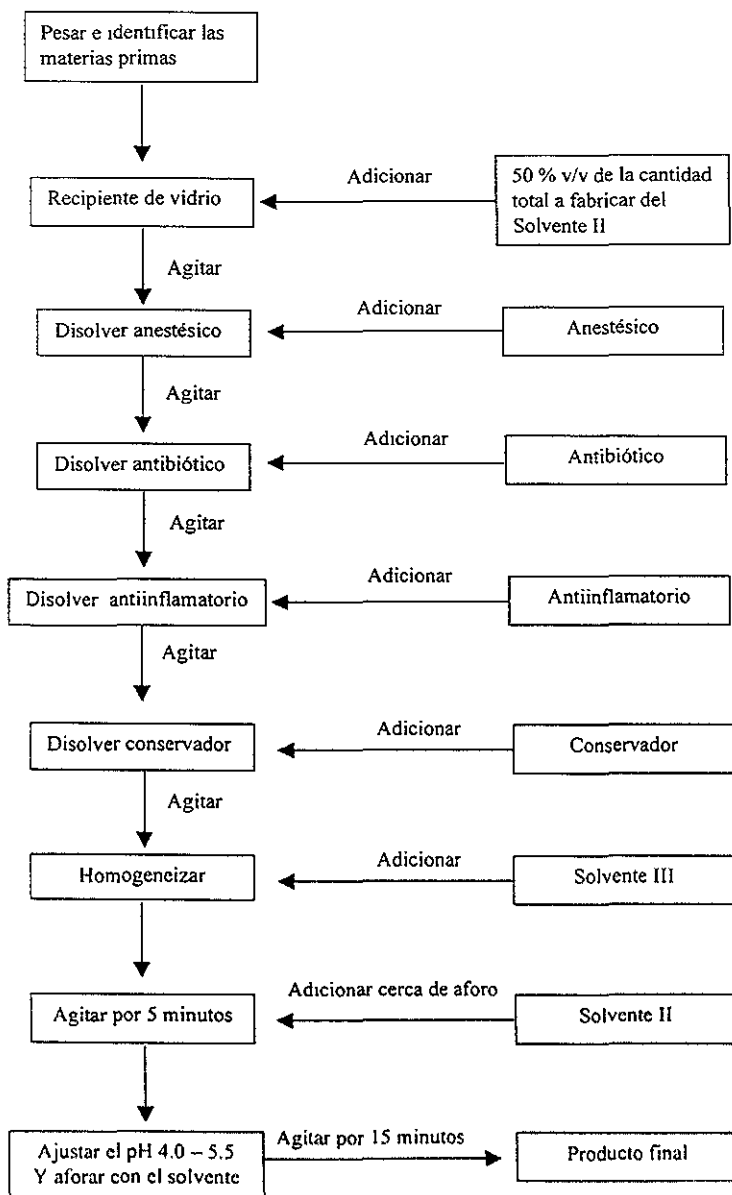 Pesar e identificar las
materias primas
Adicionar
50 % v/v de la cantidad
total a fabricar del
Solvente II
Recipiente de vidrio
Agitar
Adicionar
Disolver anestésico
Anestésico
Agitar
Adicionar
Disolver antibiótico
Antibiótico
Agitar
Adicionar
Disolver antiinflamatorio
Antiinflamatorio
Agitar
Adicionar
Disolver conservador
Conservador
Agitar
Adicionar
Homogeneizar
Solvente III
Adicionar cerca de aforo
Agitar por 5 minutos
Solvente II
Ajustar el pH 4.0 – 5.5
Y aforar con el solvente
Agitar por 15 minutos
Producto final